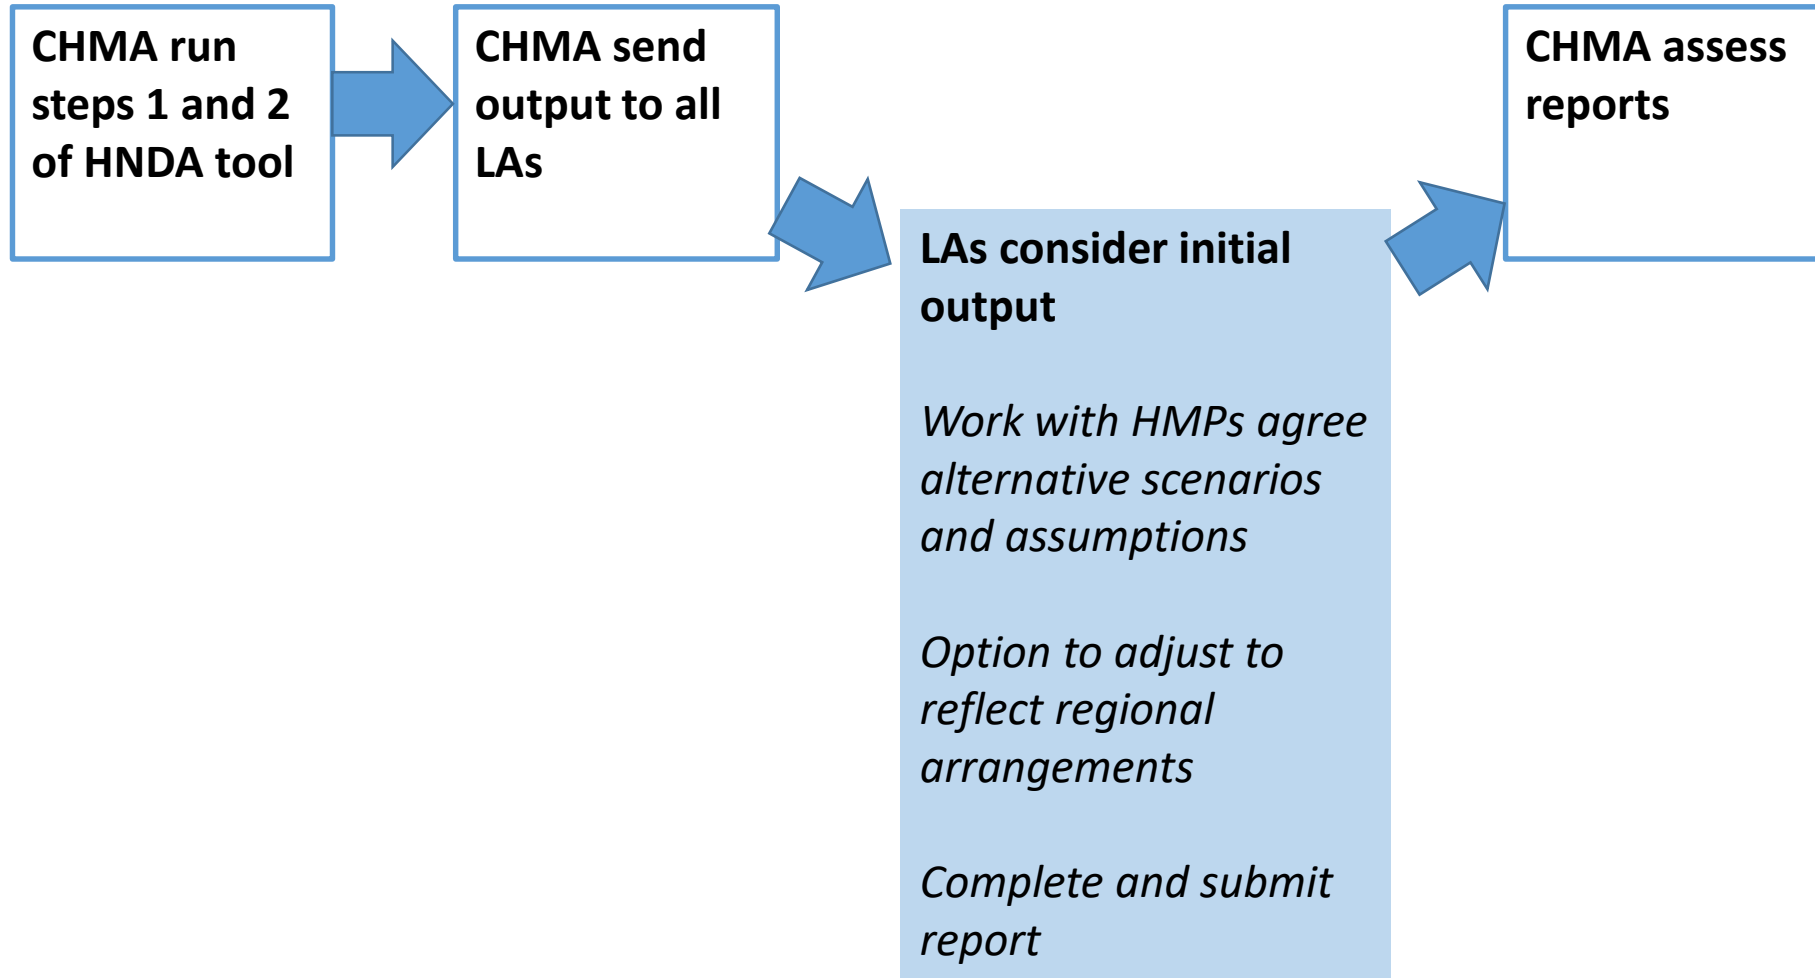 CHMA run
steps 1 and 2
of HNDA tool
CHMA send
output to all
LAs
LAs consider initial
output
Work with HMPs agree
alternative scenarios
and assumptions
Option to adjust to
reflect regional
arrangements
Complete and submit
report
CHMA assess
reports